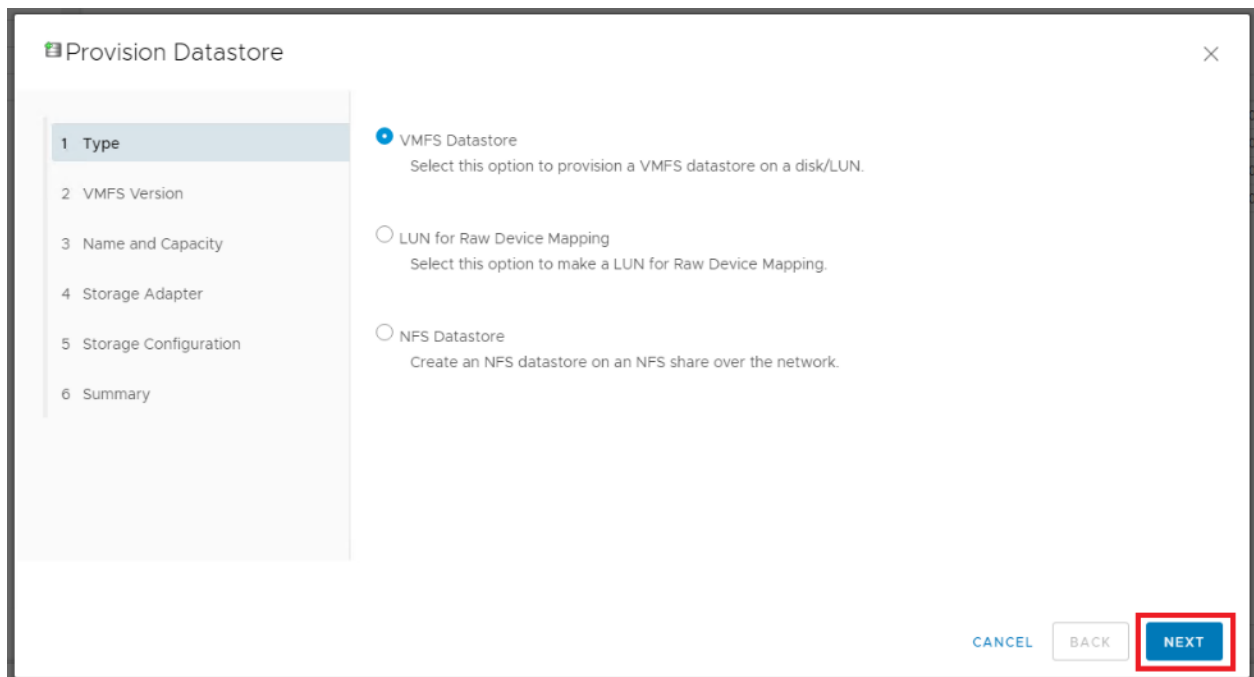 Provision Datastore
1 Type
2 VMFS Version
3 Name and Capacity
4 Storage Adapter
5 Storage Configuration
6 Summary
VMFS Datastore
Select this option to provision a VMFS datastore on a disk/LUN.
LUN for Raw Device Mapping
Select this option to make a LUN for Raw Device Mapping.
NFS Datastore
Create an NFS datastore on an NFS share over the network.
CANCEL BACK NEXT